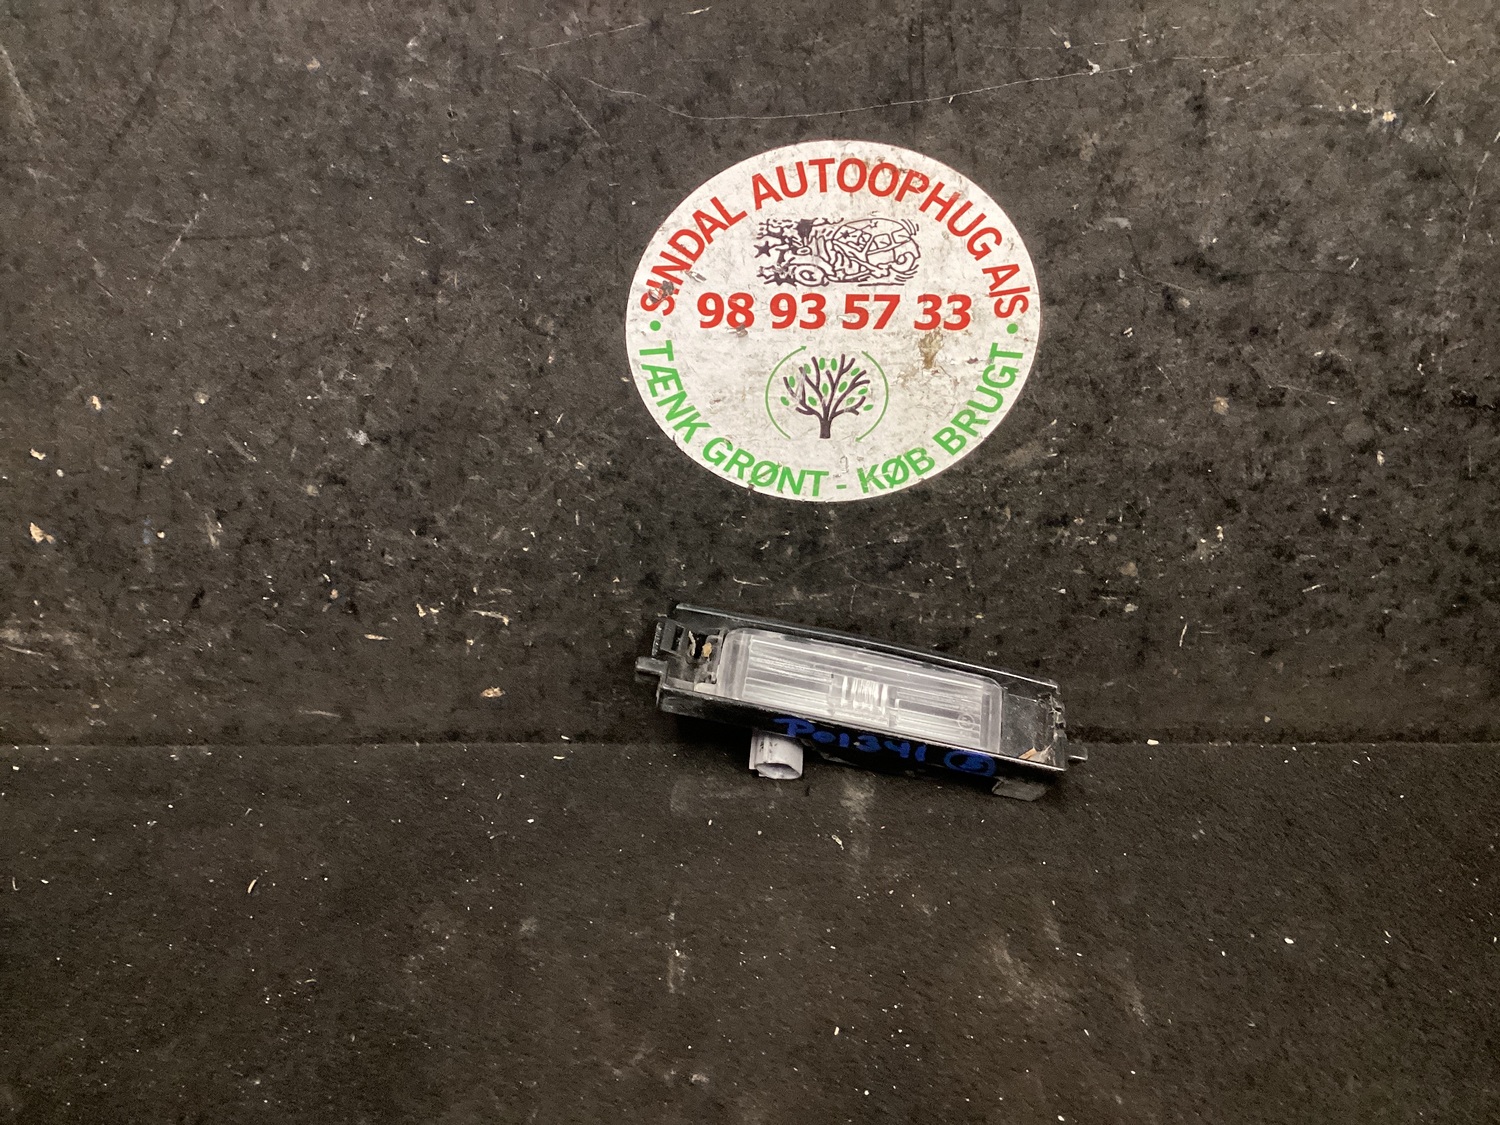 SINDAL AUTOOPHUG A/S
98 93 57 33
TÆNK GRØNT - KØB BRUGT
P01341